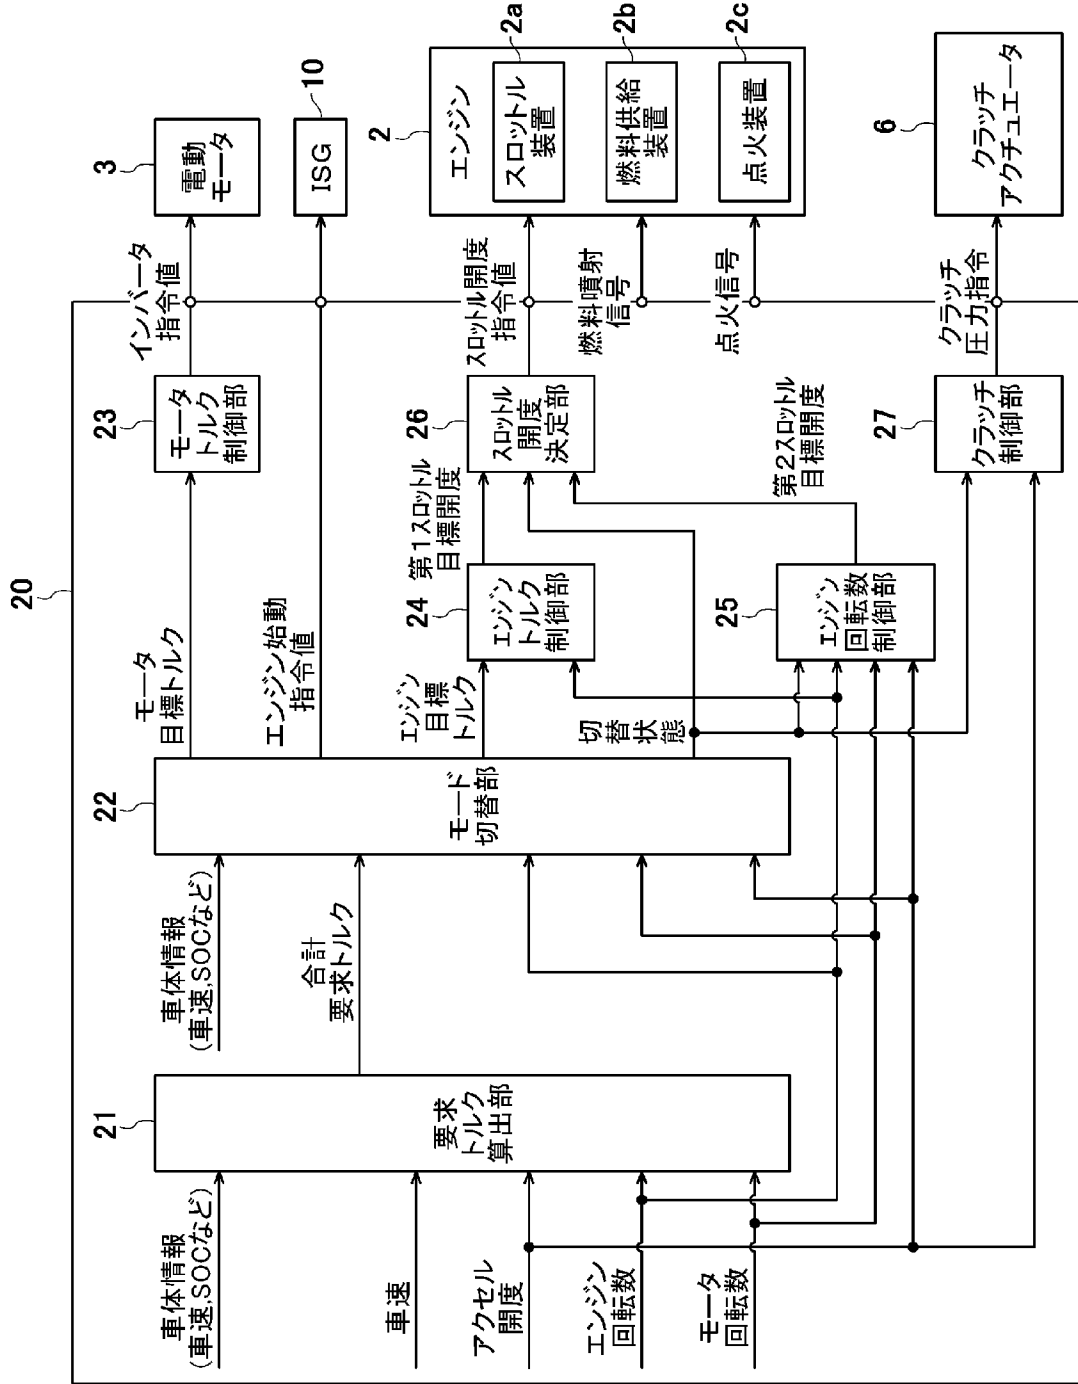 20
車体情報
(車速,SOCなど)
車速
アクセル
開度
エンジン
回転数
モータ
回転数
21
要求
トルク
算出部
車体情報
(車速,SOCなど)
合計
要求トルク
22
モード
切替部
モータ
目標トルク
エンジン始動
指令値
エンジン
目標
トルク
切替状態
23
モータ
トルク
制御部
24
エンジン
トルク
制御部
25
エンジン
回転数
制御部
第1スロットル
目標開度
第2スロットル
目標開度
26
スロットル
開度
決定部
27
クラッチ
制御部
インバータ
指令値
スロットル開度
指令値
燃料噴射
信号
点火信号
クラッチ
圧力指令
3
電動
モータ
10
ISG
2
エンジン
2a
スロットル
装置
2b
燃料供給
装置
2c
点火装置
6
クラッチ
アクチュエータ